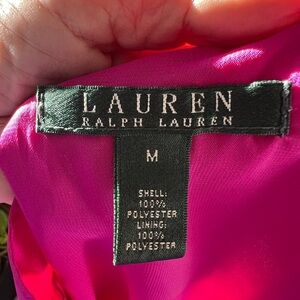 LAUREN
RALPH LAUREN
M
SHELL:
100%
POLYESTER
LINING:
100%
POLYESTER